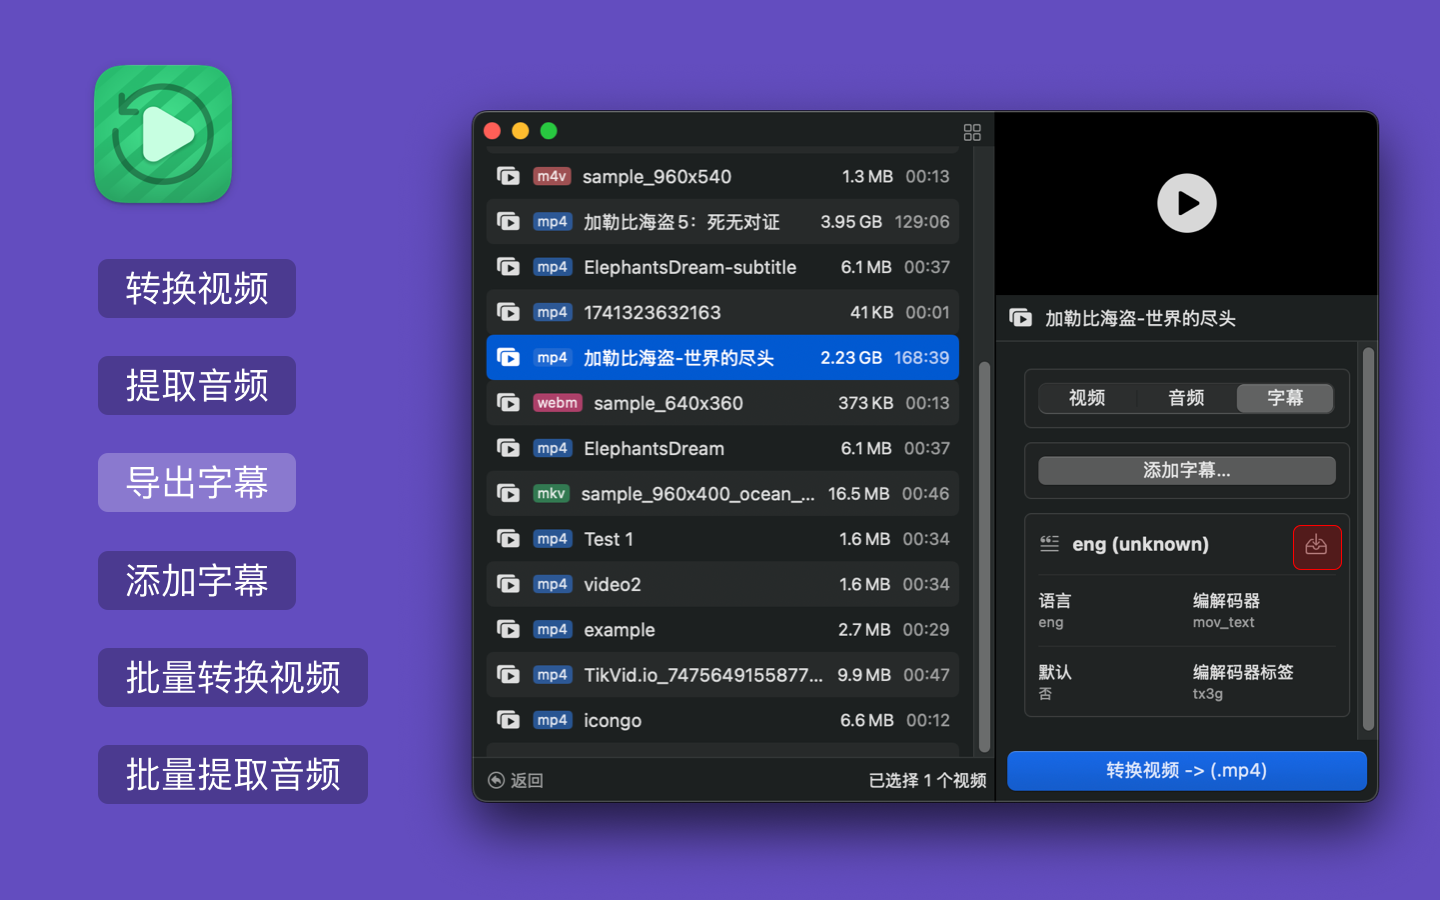 转换视频
提取音频
导出字幕
添加字幕
批量转换视频
批量提取音频
m4v sample_960x540 1.3 MB 00:13
mp4 加勒比海盗 5：死无对证 3.95 GB 129:06
mp4 ElephantsDream-subtitle 6.1 MB 00:37
mp4 1741323632163 41 KB 00:01
mp4 加勒比海盗-世界的尽头 2.23 GB 168:39
webm sample_640x360 373 KB 00:13
mp4 ElephantsDream 6.1 MB 00:37
mkv sample_960x400_ocean_... 16.5 MB 00:46
mp4 Test 1 1.6 MB 00:34
mp4 video2 1.6 MB 00:34
mp4 example 2.7 MB 00:29
mp4 TikVid.io_7475649155877... 9.9 MB 00:47
mp4 icongo 6.6 MB 00:12
返回 已选择 1 个视频
加勒比海盗-世界的尽头
视频 音频 字幕
添加字幕...
eng (unknown)
语言 编解码器
eng mov_text
默认 编解码器标签
否 tx3g
转换视频 -> (.mp4)